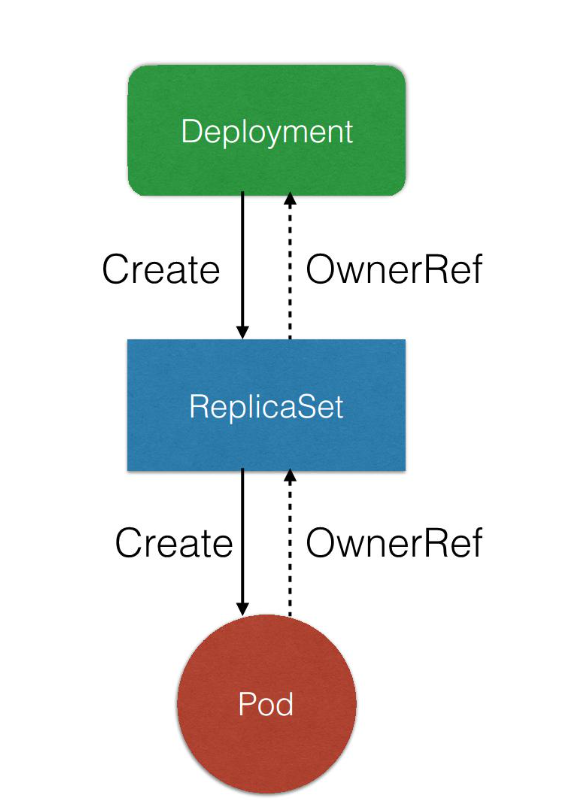 Deployment
Create
OwnerRef
ReplicaSet
Create
OwnerRef
Pod